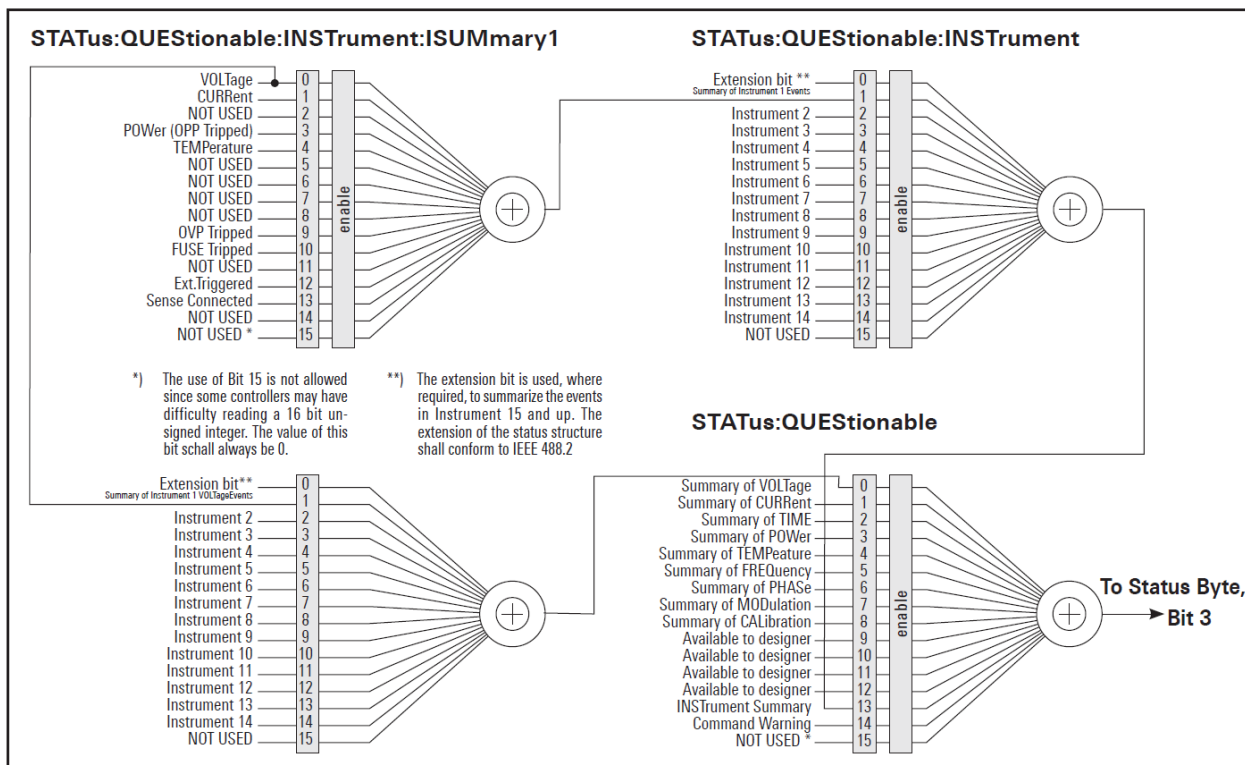 STATus:QUEStionable:INSTrument:ISUMmary1
VOLTage 0
CURRent 1
NOT USED 2
POWer (OPP Tripped) 3
TEMPerature 4
NOT USED 5
NOT USED 6
NOT USED 7
NOT USED 8
OVP Tripped 9
FUSE Tripped 10
NOT USED 11
Ext.Triggered 12
Sense Connected 13
NOT USED 14
NOT USED * 15
enable
STATus:QUEStionable:INSTrument
Extension bit ** 0
Summary of Instrument 1 Events 1
Instrument 2 2
Instrument 3 3
Instrument 4 4
Instrument 5 5
Instrument 6 6
Instrument 7 7
Instrument 8 8
Instrument 9 9
Instrument 10 10
Instrument 11 11
Instrument 12 12
Instrument 13 13
Instrument 14 14
NOT USED 15
enable
*) The use of Bit 15 is not allowed
since some controllers may have
difficulty reading a 16 bit un-
signed integer. The value of this
bit schall always be 0.
**) The extension bit is used, where
required, to summarize the events
in Instrument 15 and up. The
extension of the status structure
shall conform to IEEE 488.2
Extension bit** 0
Summary of Instrument 1 VOLTageEvents 1
Instrument 2 2
Instrument 3 3
Instrument 4 4
Instrument 5 5
Instrument 6 6
Instrument 7 7
Instrument 8 8
Instrument 9 9
Instrument 10 10
Instrument 11 11
Instrument 12 12
Instrument 13 13
Instrument 14 14
NOT USED 15
STATus:QUEStionable
Summary of VOLTage 0
Summary of CURRent 1
Summary of TIME 2
Summary of POWer 3
Summary of TEMPeature 4
Summary of FREQuency 5
Summary of PHASe 6
Summary of MODulation 7
Summary of CALibration 8
Available to designer 9
Available to designer 10
Available to designer 11
Available to designer 12
INSTrument Summary 13
Command Warning 14
NOT USED * 15
enable
To Status Byte,
Bit 3